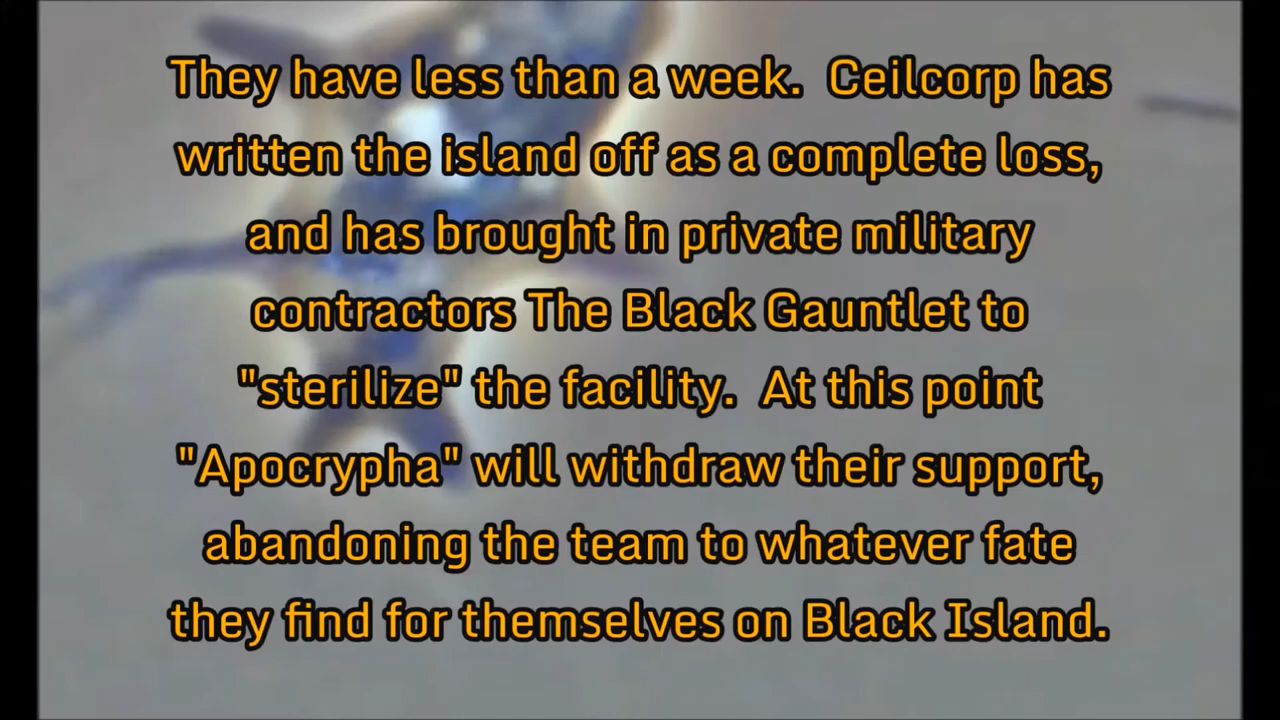 They have less than a week.  Ceilcorp has
written the island off as a complete loss,
and has brought in private military
contractors The Black Gauntlet to
"sterilize" the facility.  At this point
"Apocrypha" will withdraw their support,
abandoning the team to whatever fate
they find for themselves on Black Island.